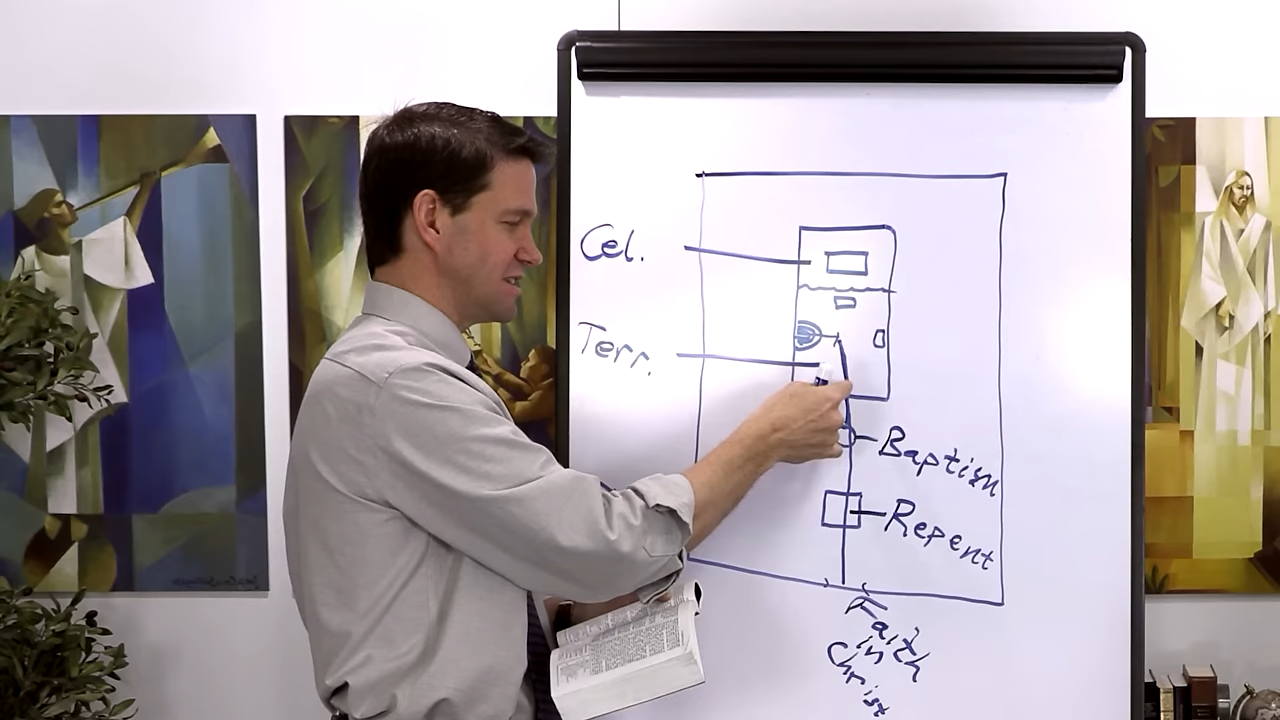 Cel.
Terr.
Baptism
Repent
Faith
in
Christ